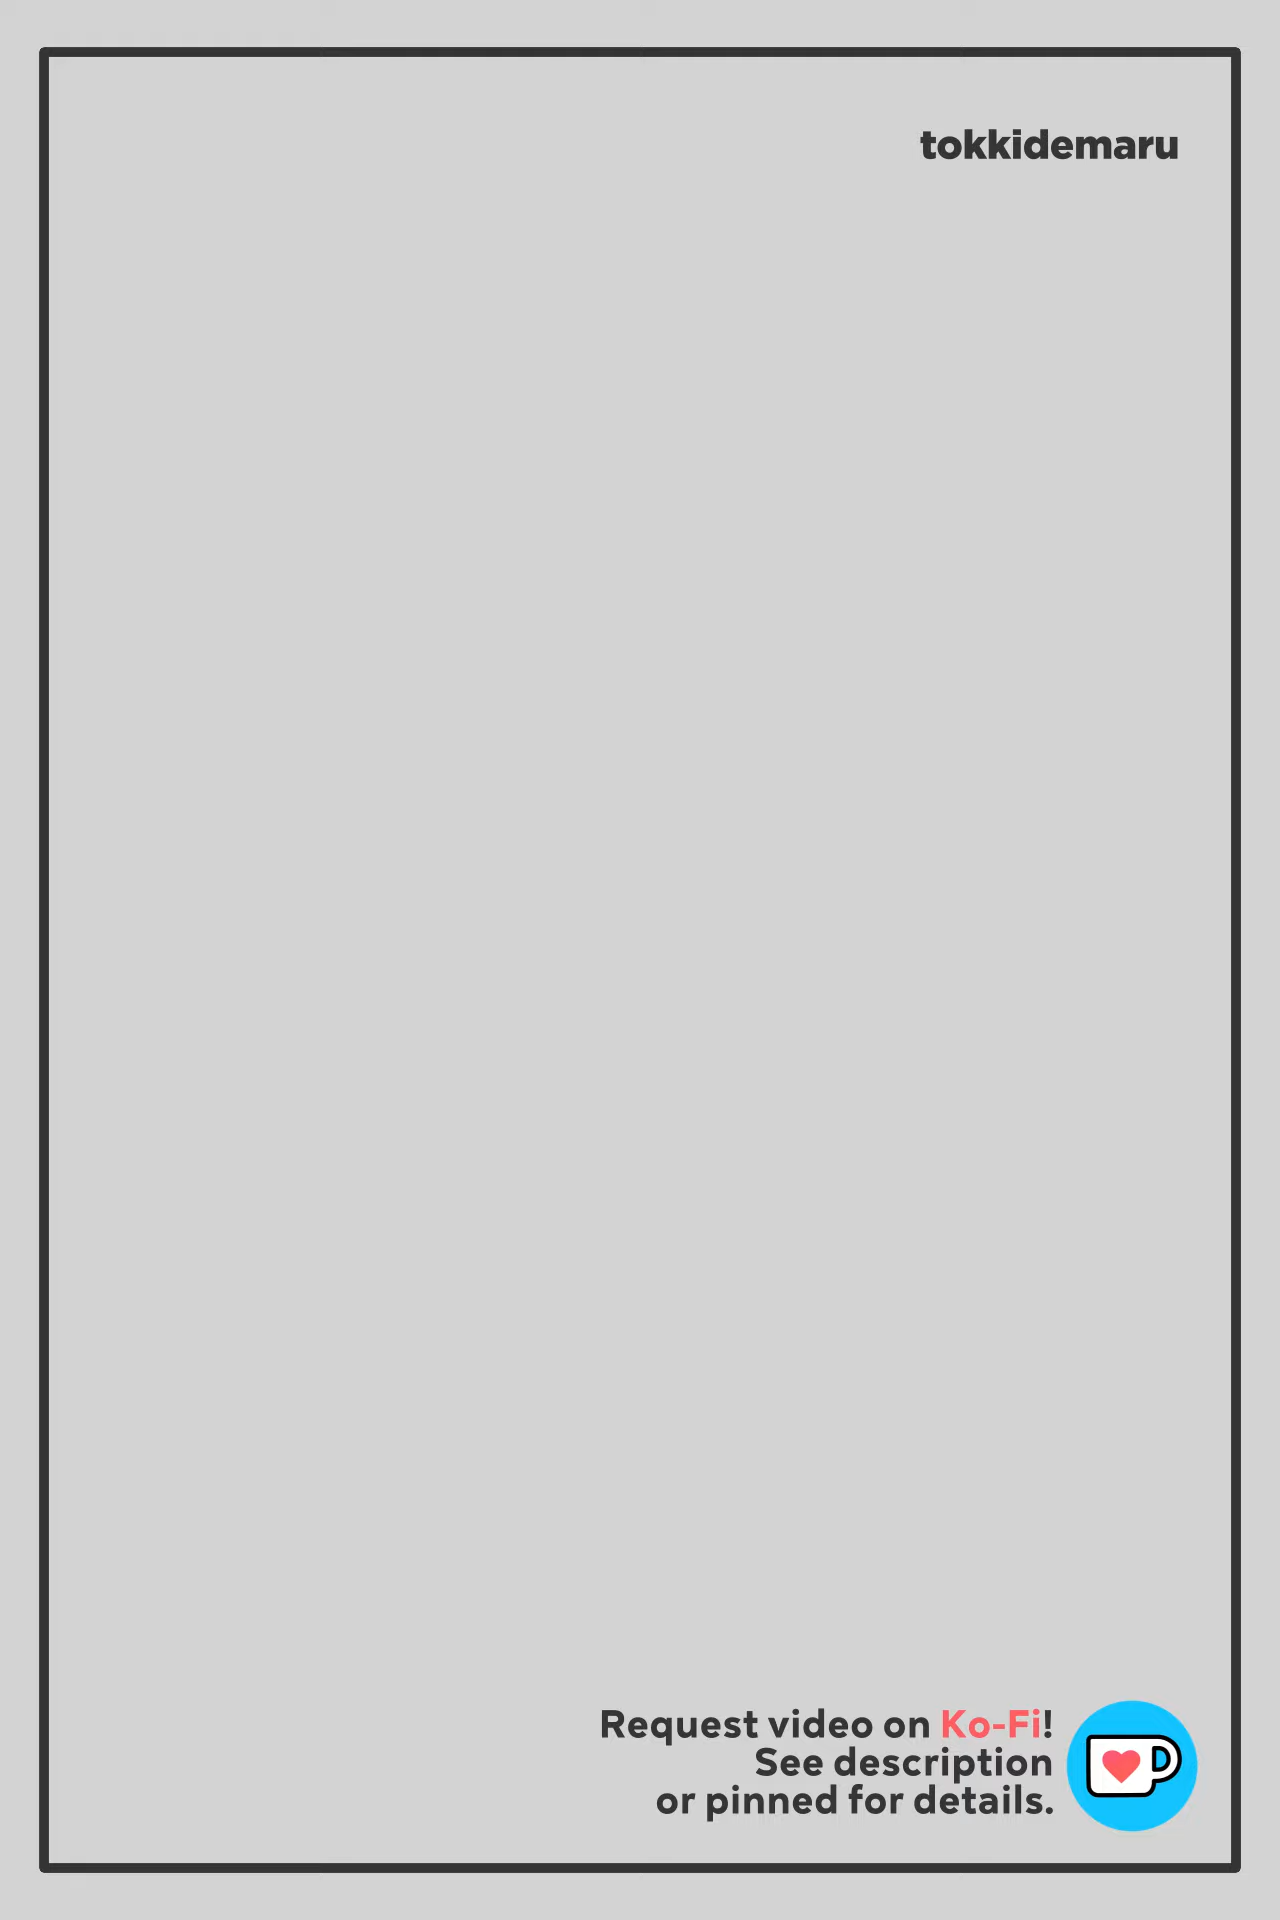 tokkidemaru
Request video on Ko-Fi!
See description
or pinned for details.